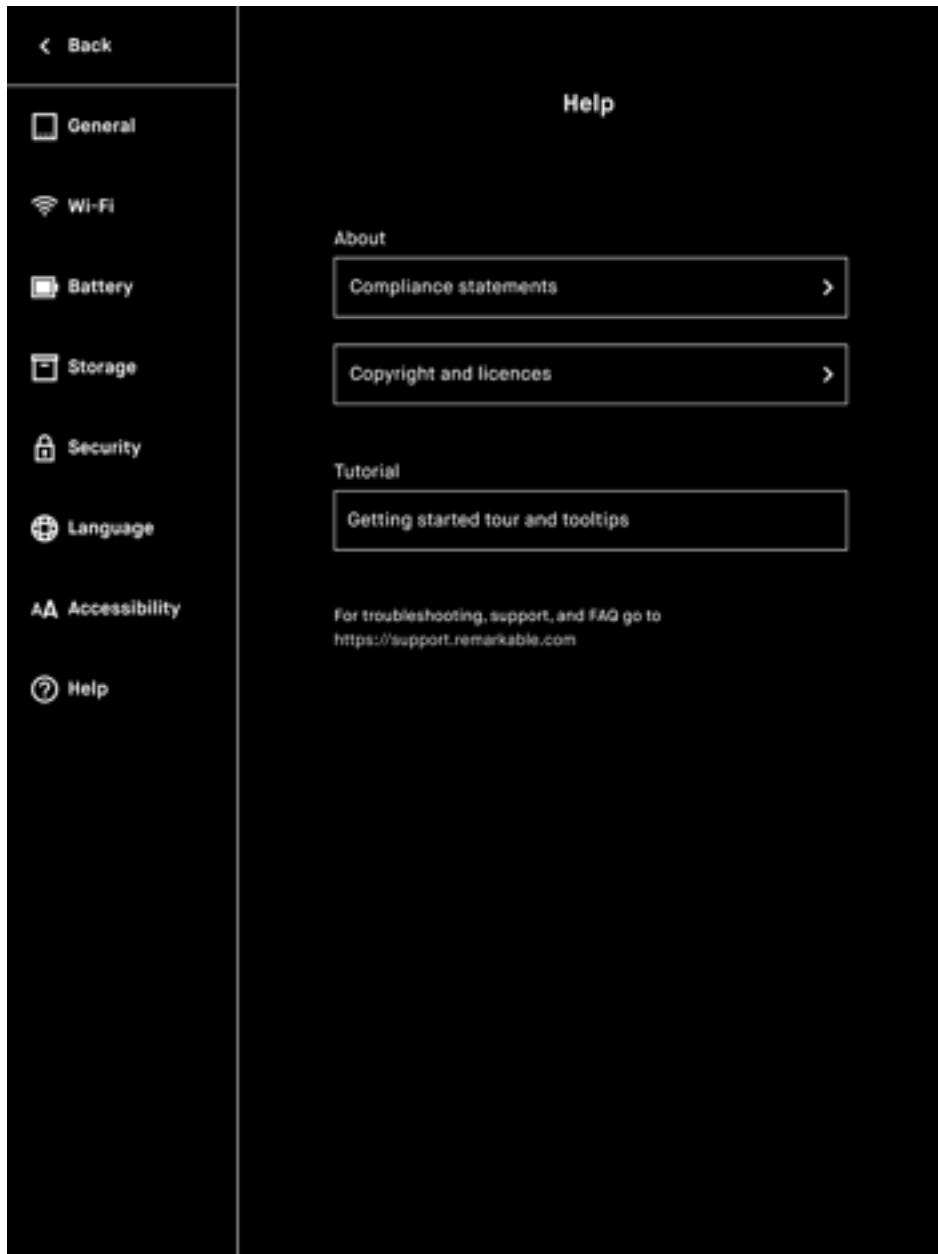 Back
General
Wi-Fi
Battery
Storage
Security
Language
AA Accessibility
Help
Help
About
Compliance statements
Copyright and licences
Tutorial
Getting started tour and tooltips
For troubleshooting, support, and FAQ go to
https://support.remarkable.com